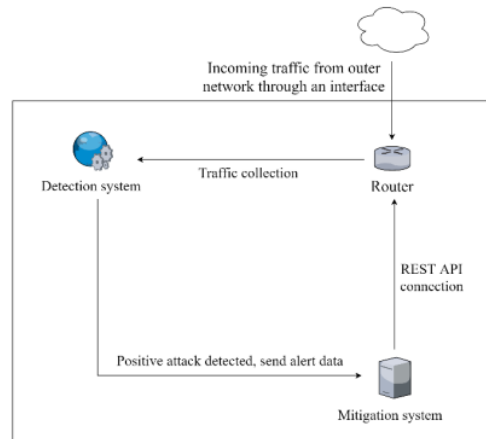 Incoming traffic from outer
network through an interface
Traffic collection
Detection system
Router
REST API
connection
Positive attack detected, send alert data
Mitigation system